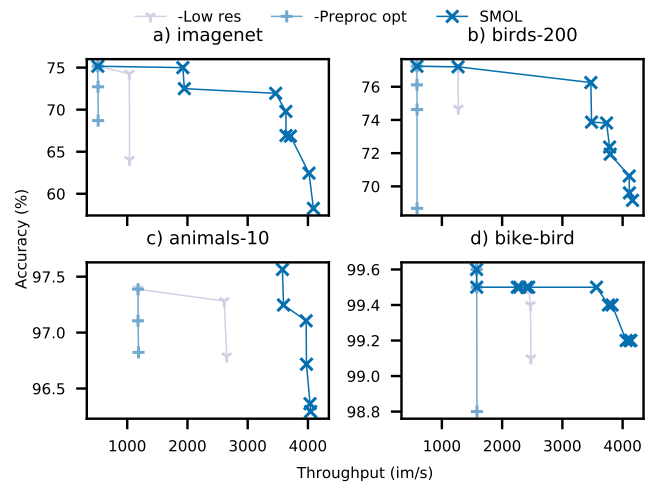 -Low res -Preproc opt SMOL
a) imagenet b) birds-200
75
70
65
60
76
74
72
70
1000 2000 3000 4000 1000 2000 3000 4000
c) animals-10 d) bike-bird
97.5
97.0
96.5
99.6
99.4
99.2
99.0
98.8
Accuracy (%)
Throughput (im/s)